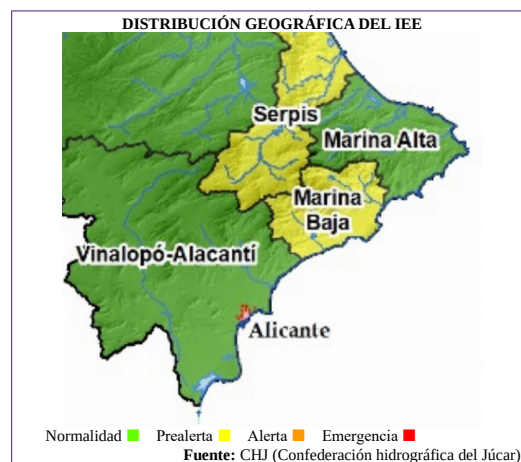 DISTRIBUCIÓN GEOGRÁFICA DEL IEE
Serpis
Marina Alta
Marina
Baja
Vinalopó-Alacantí
Alicante
Normalidad Prealerta Alerta Emergencia
Fuente: CHJ (Confederación hidrográfica del Júcar)